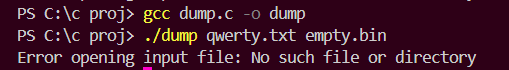 PS C:\c proj> gcc dump.c -o dump
PS C:\c proj> ./dump qwerty.txt empty.bin
Error opening input file: No such file or directory